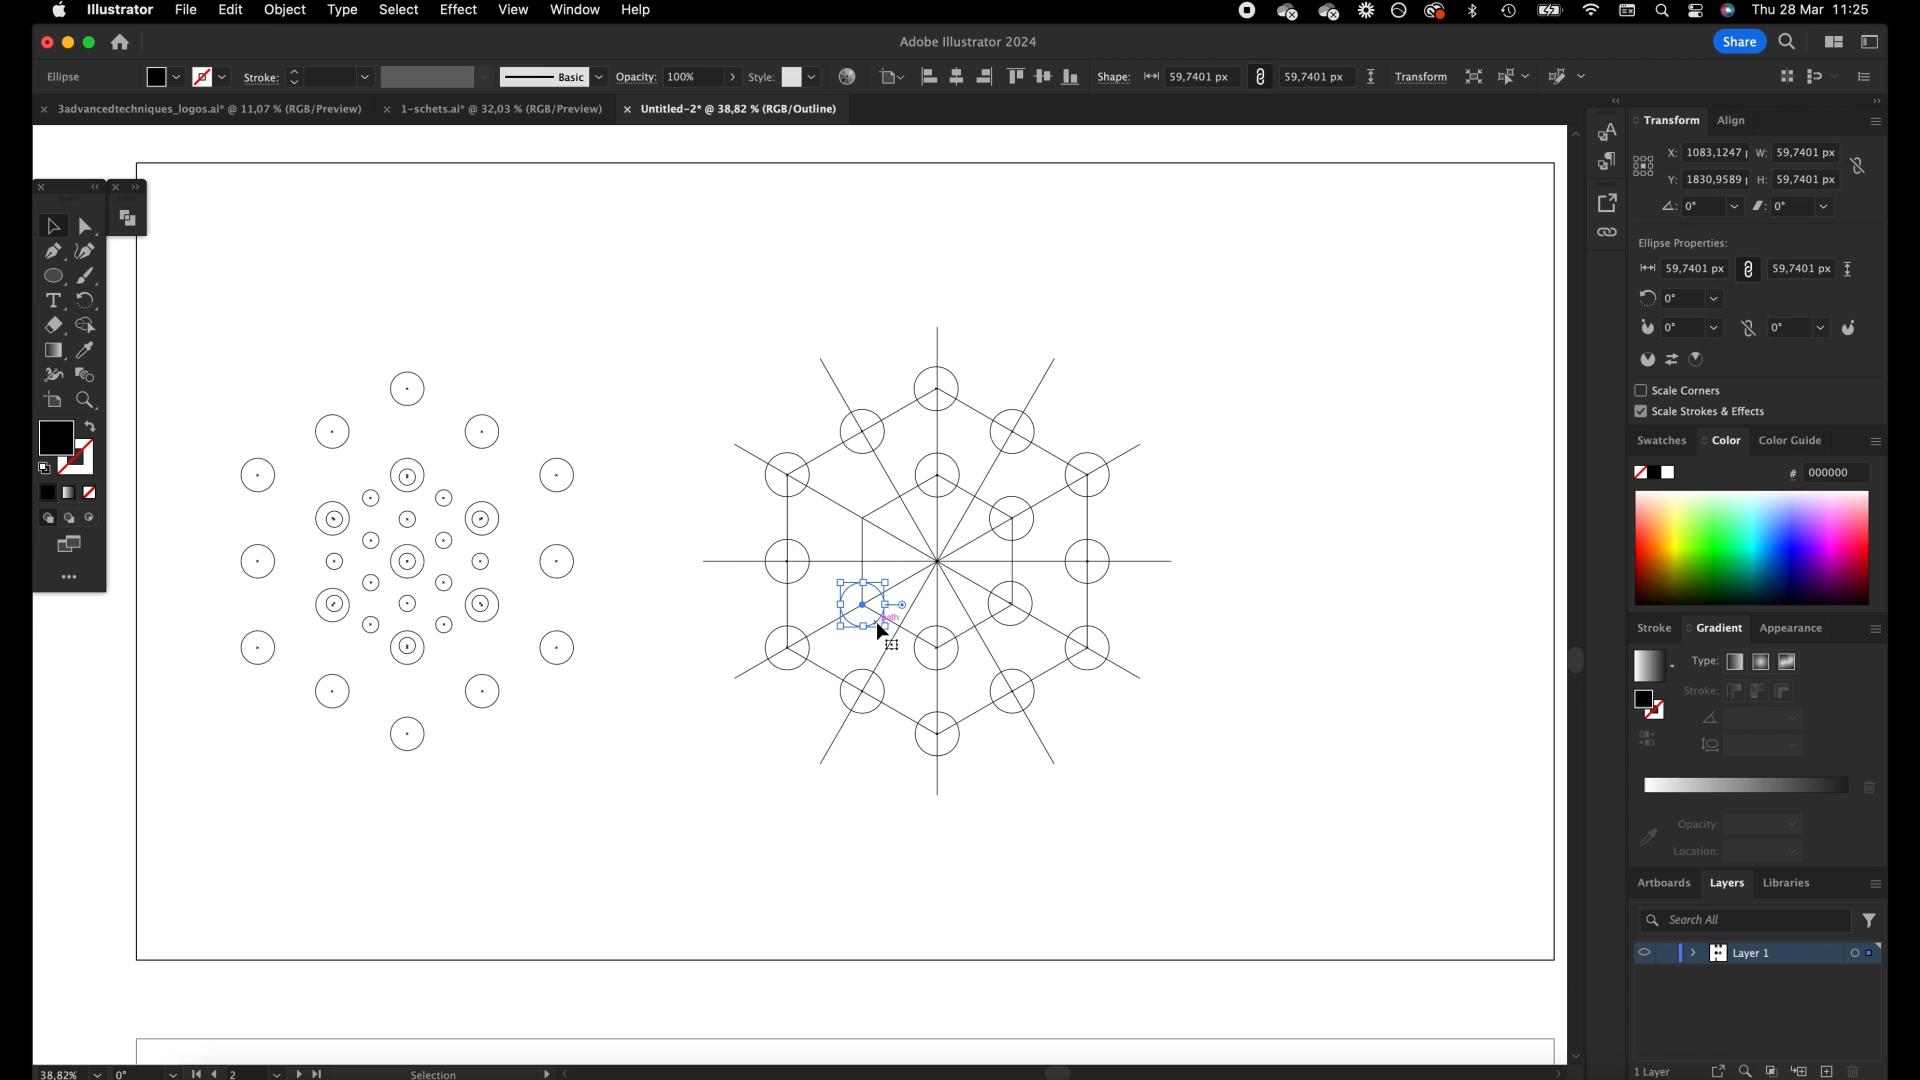 Illustrator File Edit Object Type Select Effect View Window Help Thu 28 Mar 11:25
Adobe Illustrator 2024 Share
Ellipse Stroke: Basic Opacity: 100% Style: Shape: 59,7401 px 59,7401 px Transform
3advancedtechniques_logos.ai* @ 11,07 % (RGB/Preview) 1-schets.ai* @ 32,03 % (RGB/Preview) Untitled-2* @ 38,82 % (RGB/Outline)
Transform Align
X: 1083,1247 W: 59,7401 px
Y: 1830,9589 H: 59,7401 px
0° 0°
Ellipse Properties:
59,7401 px 59,7401 px
0°
0° 0°
Scale Corners
Scale Strokes & Effects
Swatches Color Color Guide
# 000000
path
Stroke Gradient Appearance
Type:
Stroke:
Opacity:
Location:
Artboards Layers Libraries
Search All
Layer 1
1 Layer
38,82% 0° 2 Selection